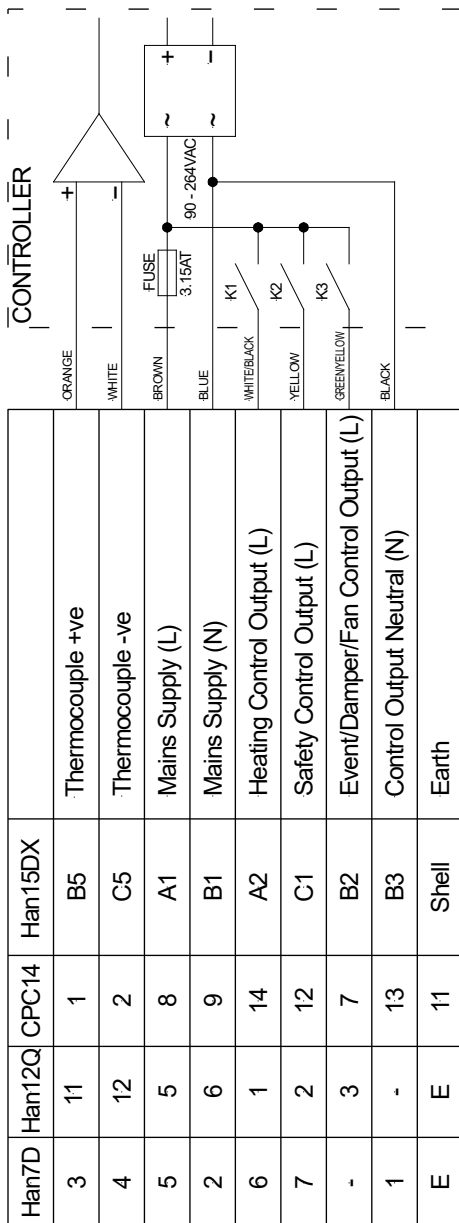 CONTROLLER
+
−
FUSE
3.15AT
90 - 264VAC
~ +
~ −
K1
K2
K3
ORANGE
WHITE
BROWN
BLUE
WHITE/BLACK
YELLOW
GREEN/YELLOW
BLACK
Han7D Han12Q CPC14 Han15DX
3 11 1 B5 Thermocouple +ve
4 12 2 C5 Thermocouple -ve
5 5 8 A1 Mains Supply (L)
2 6 9 B1 Mains Supply (N)
6 1 14 A2 Heating Control Output (L)
7 2 12 C1 Safety Control Output (L)
- 3 7 B2 Event/Damper/Fan Control Output (L)
1 - 13 B3 Control Output Neutral (N)
E E 11 Shell Earth